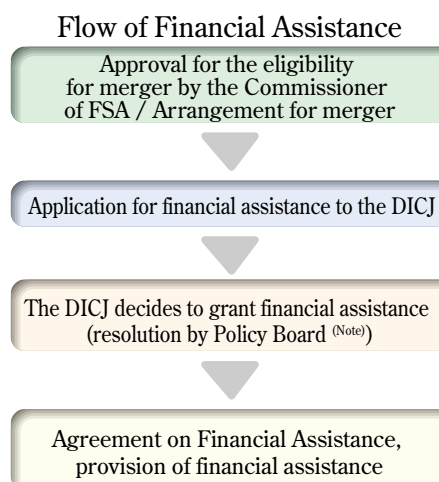 Flow of Financial Assistance
Approval for the eligibility
for merger by the Commissioner
of FSA / Arrangement for merger
Application for financial assistance to the DICJ
The DICJ decides to grant financial assistance
(resolution by Policy Board (Note))
Agreement on Financial Assistance,
provision of financial assistance